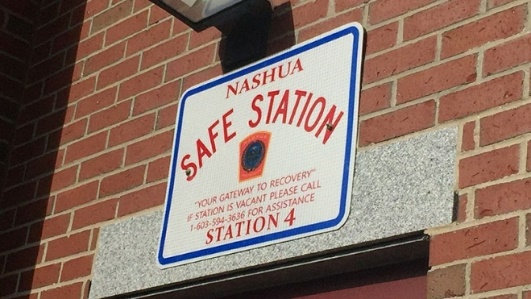 NASHUA
SAFE STATION
"YOUR GATEWAY TO RECOVERY"
IF STATION IS VACANT PLEASE CALL
1-603-594-3636 FOR ASSISTANCE
STATION 4